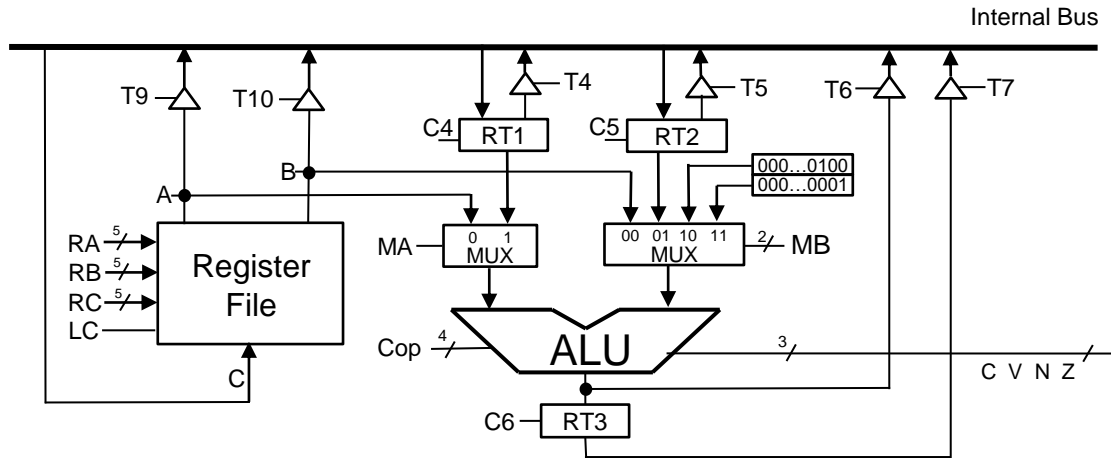 Internal Bus
T9
T10
T4
T5
T6
T7
C4
RT1
C5
RT2
000...0100
000...0001
A
B
RA
5
RB
5
RC
5
LC
Register
File
C
MA
0 1
MUX
00 01 10 11
MUX
2
MB
Cop
4
ALU
3
C V N Z
C6
RT3